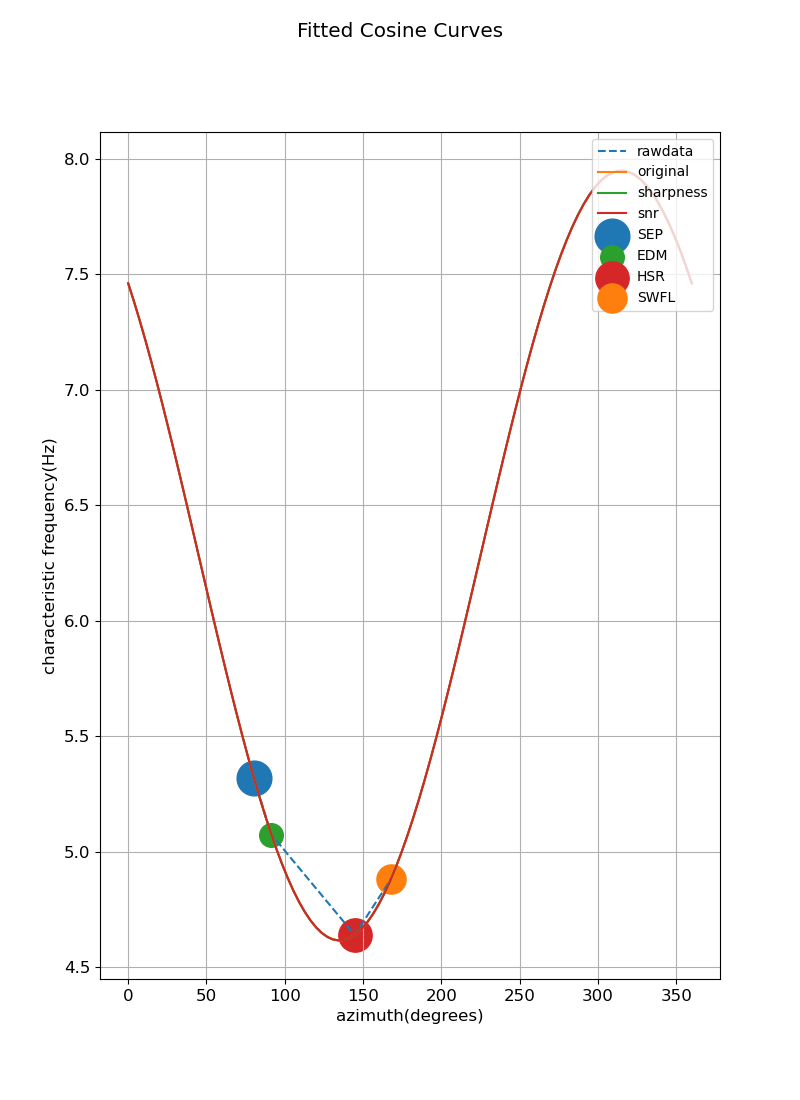 Fitted Cosine Curves
rawdata
original
sharpness
snr
SEP
EDM
HSR
SWFL
8.0
7.5
7.0
6.5
6.0
5.5
5.0
4.5
characteristic frequency(Hz)
0 50 100 150 200 250 300 350
azimuth(degrees)